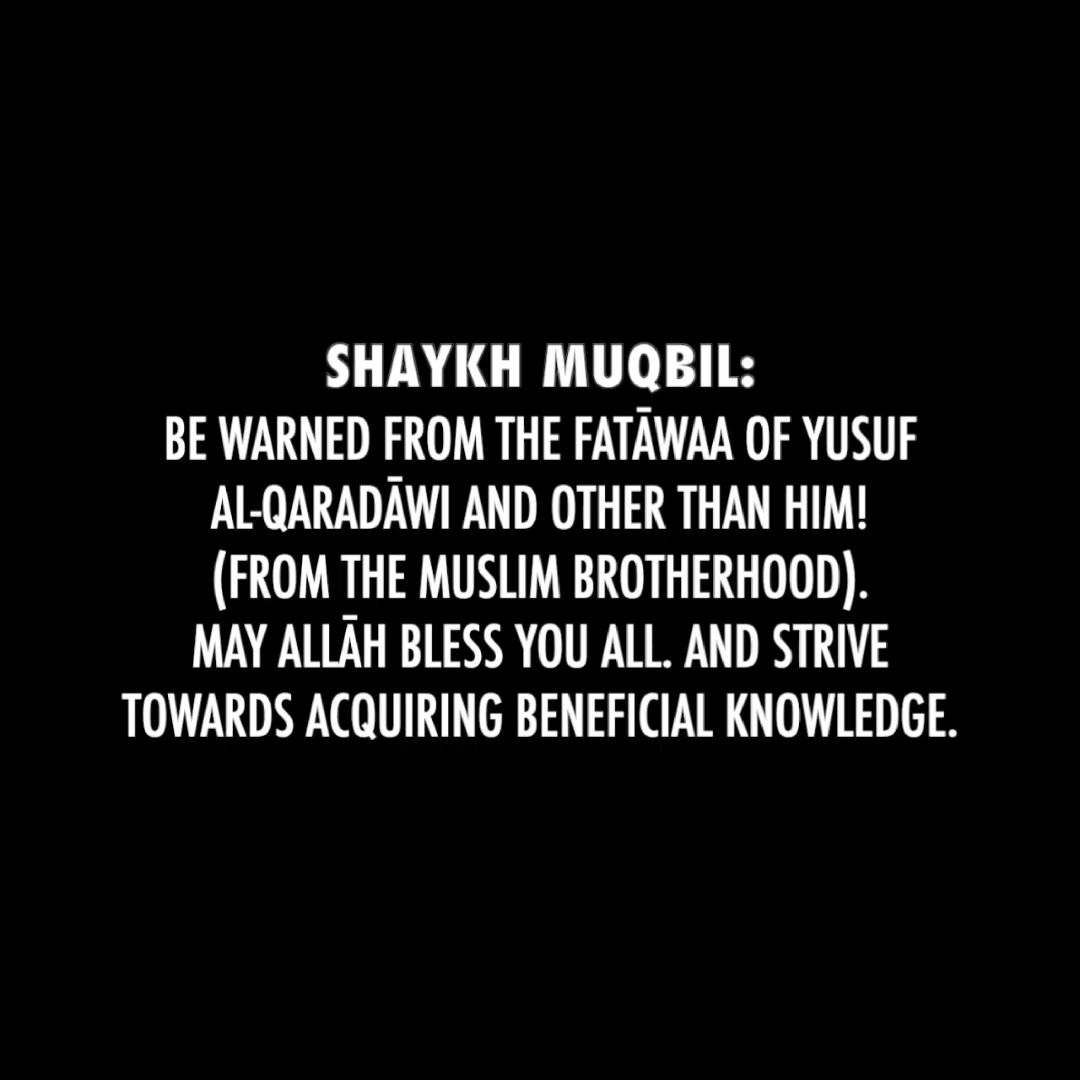 SHAYKH MUQBIL:
BE WARNED FROM THE FATĀWAA OF YUSUF
AL-QARADĀWI AND OTHER THAN HIM!
(FROM THE MUSLIM BROTHERHOOD).
MAY ALLĀH BLESS YOU ALL. AND STRIVE
TOWARDS ACQUIRING BENEFICIAL KNOWLEDGE.